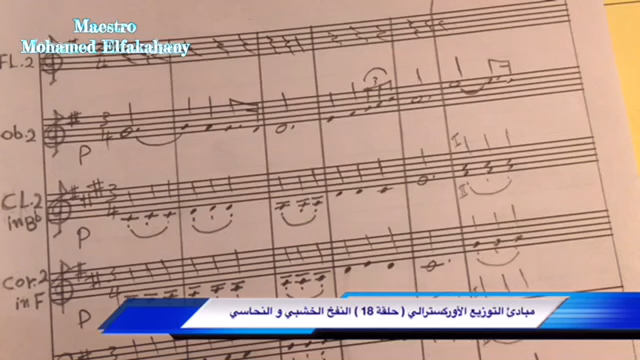 Maestro
Mohamed Elfakahany
FL.2
ob.2
P
CL.2
in Bb
P
Cor.2
in F
P
مبادئ التوزيع الأوركسترالي ( حلقة 18 ) النفخ الخشبي و النحاسي